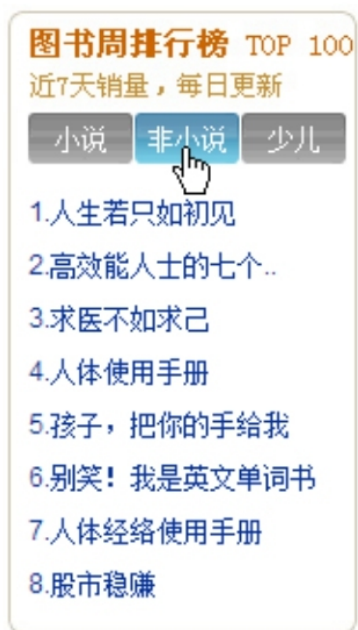 图书周排行榜 TOP 100
近7天销量，每日更新
小说 非小说 少儿
1.人生若只如初见
2.高效能人士的七个..
3.求医不如求己
4.人体使用手册
5.孩子，把你的手给我
6.别笑！我是英文单词书
7.人体经络使用手册
8.股市稳赚